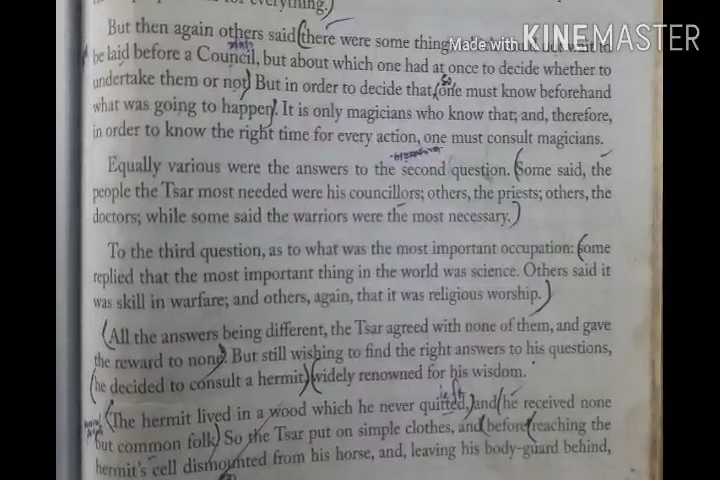 for everything.)
Made with KINEMASTER
But then again others said (there were some thing
be laid before a Council, but about which one had at once to decide whether to
undertake them or not) But in order to decide that, (one must know beforehand
what was going to happen). It is only magicians who know that; and, therefore,
in order to know the right time for every action, one must consult magicians.
Equally various were the answers to the second question. (Some said, the
people the Tsar most needed were his councillors; others, the priests; others, the
doctors; while some said the warriors were the most necessary.)
To the third question, as to what was the most important occupation: (some
replied that the most important thing in the world was science. Others said it
was skill in warfare; and others, again, that it was religious worship.)
(All the answers being different, the Tsar agreed with none of them, and gave
the reward to none). But still wishing to find the right answers to his questions,
(he decided to consult a hermit,) (widely renowned for his wisdom.
left
(The hermit lived in a wood which he never quitted,) and (he received none
but common folk) So the Tsar put on simple clothes, and (before (reaching the
hermit's cell dismounted from his horse, and, leaving his body-guard behind,